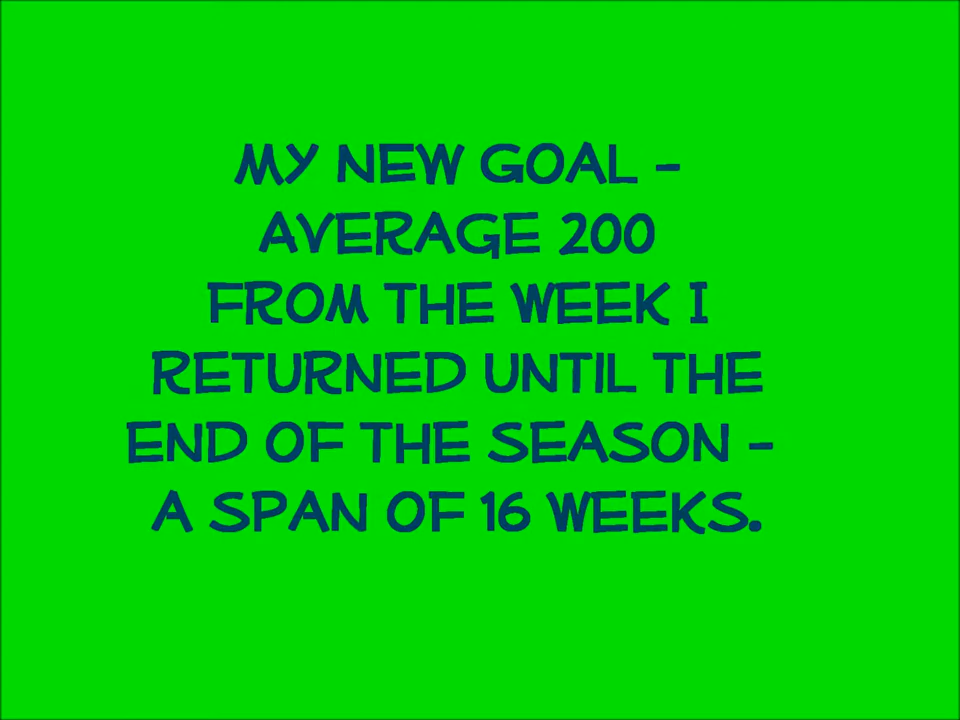 MY NEW GOAL -
AVERAGE 200
FROM THE WEEK I
RETURNED UNTIL THE
END OF THE SEASON -
A SPAN OF 16 WEEKS.